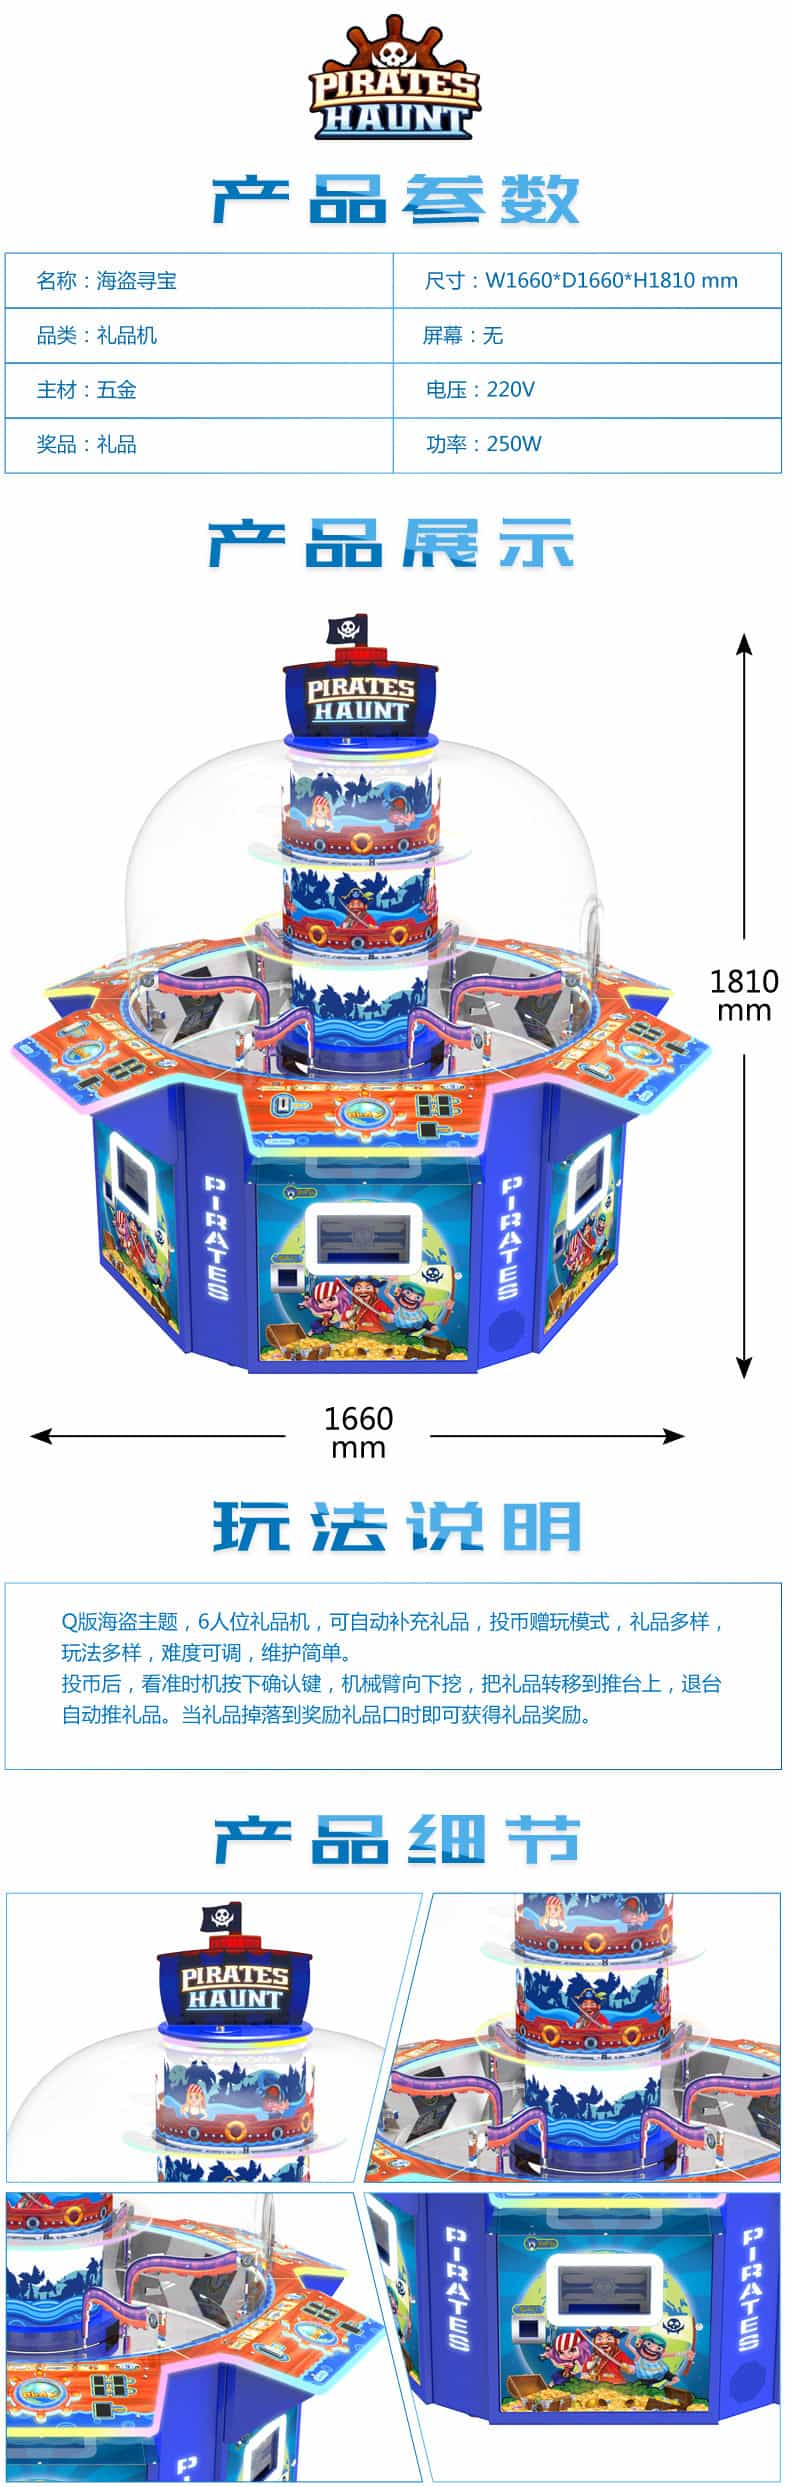 PIRATES
HAUNT
产品参数
名称：海盗寻宝
尺寸：W1660*D1660*H1810 mm
品类：礼品机
屏幕：无
主材：五金
电压：220V
奖品：礼品
功率：250W
产品展示
PIRATES
HAUNT
1810
mm
PIRATES
PIRATES
1660
mm
玩法说明
Q版海盗主题，6人位礼品机，可自动补充礼品，投币赠玩模式，礼品多样，
玩法多样，难度可调，维护简单。
投币后，看准时机按下确认键，机械臂向下挖，把礼品转移到推台上，退台
自动推礼品。当礼品掉落到奖励礼品口时即可获得礼品奖励。
产品细节
PIRATES
HAUNT
PIRATES
PIRATES
PI